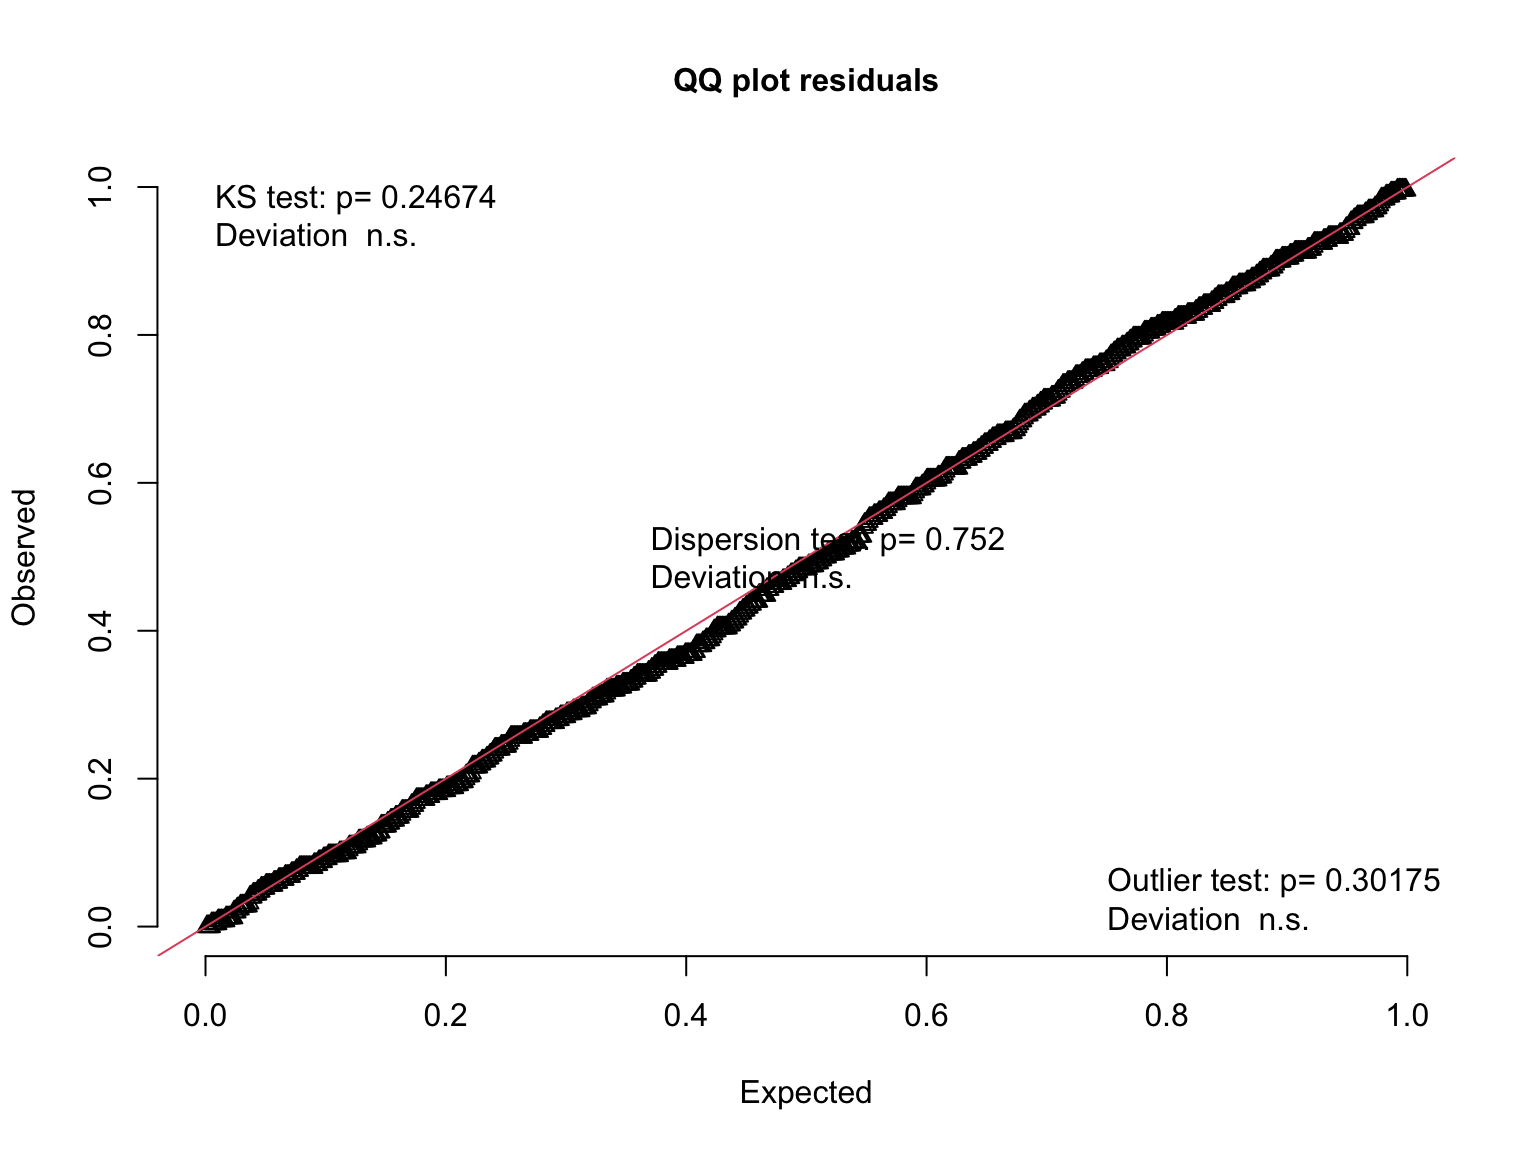 QQ plot residuals
KS test: p= 0.24674
Deviation  n.s.
Dispersion test: p= 0.752
Deviation  n.s.
Outlier test: p= 0.30175
Deviation  n.s.
Observed
0.0
0.2
0.4
0.6
0.8
1.0
0.0
0.2
0.4
0.6
0.8
1.0
Expected